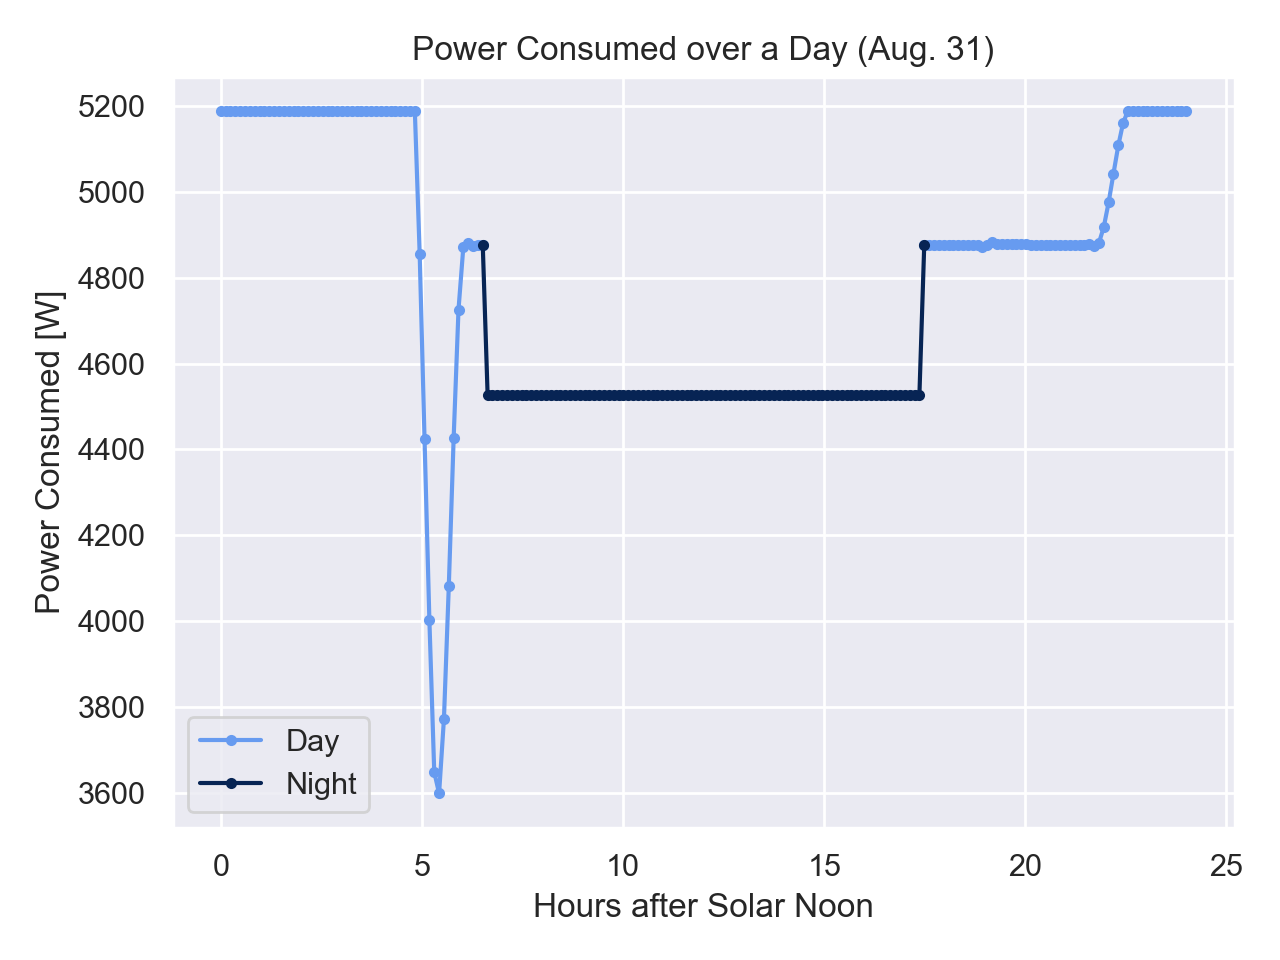 Power Consumed over a Day (Aug. 31)
Power Consumed [W]
5200
5000
4800
4600
4400
4200
4000
3800
3600
Day
Night
0 5 10 15 20 25
Hours after Solar Noon